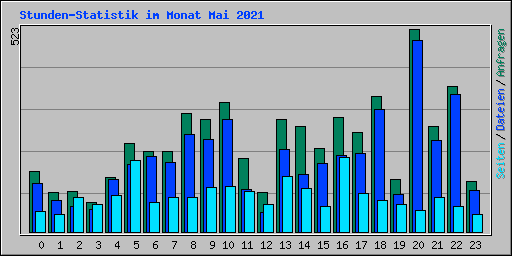 Stunden-Statistik im Monat Mai 2021
523
Seiten / Dateien / Anfragen
0 1 2 3 4 5 6 7 8 9 10 11 12 13 14 15 16 17 18 19 20 21 22 23